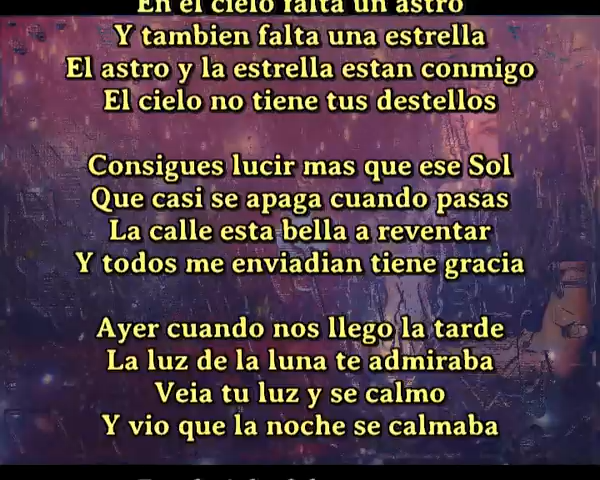 En el cielo falta un astro
Y tambien falta una estrella
El astro y la estrella estan conmigo
El cielo no tiene tus destellos
Consigues lucir mas que ese Sol
Que casi se apaga cuando pasas
La calle esta bella a reventar
Y todos me enviadian tiene gracia
Ayer cuando nos llego la tarde
La luz de la luna te admiraba
Veia tu luz y se calmo
Y vio que la noche se calmaba